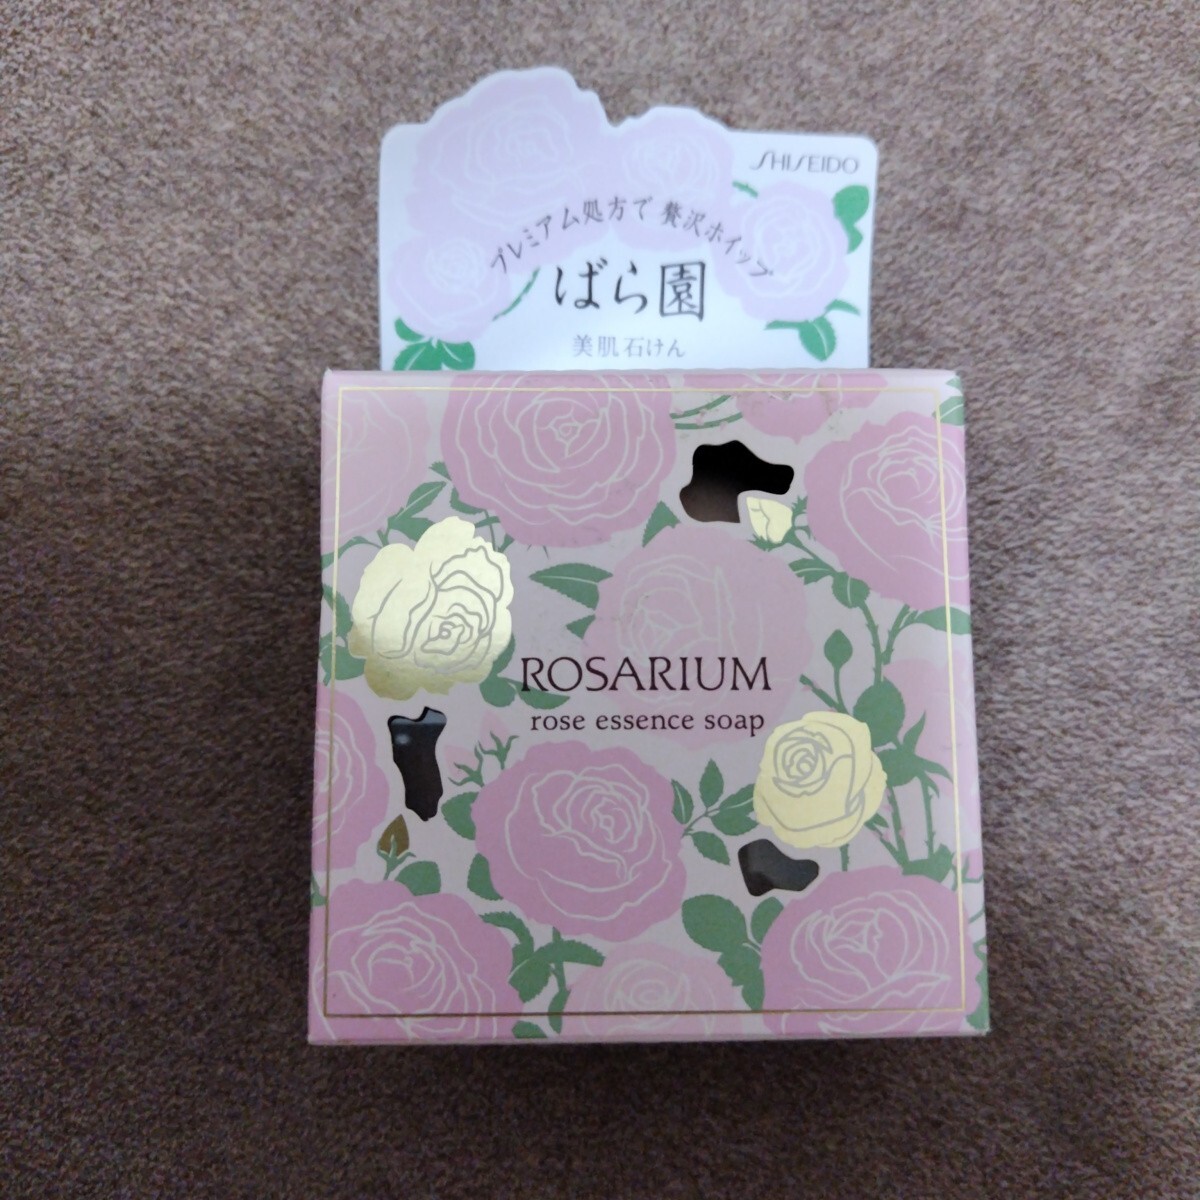 SHISEIDO
プレミアム処方で 贅沢ホイップ
ばら園
美肌石けん
ROSARIUM
rose essence soap